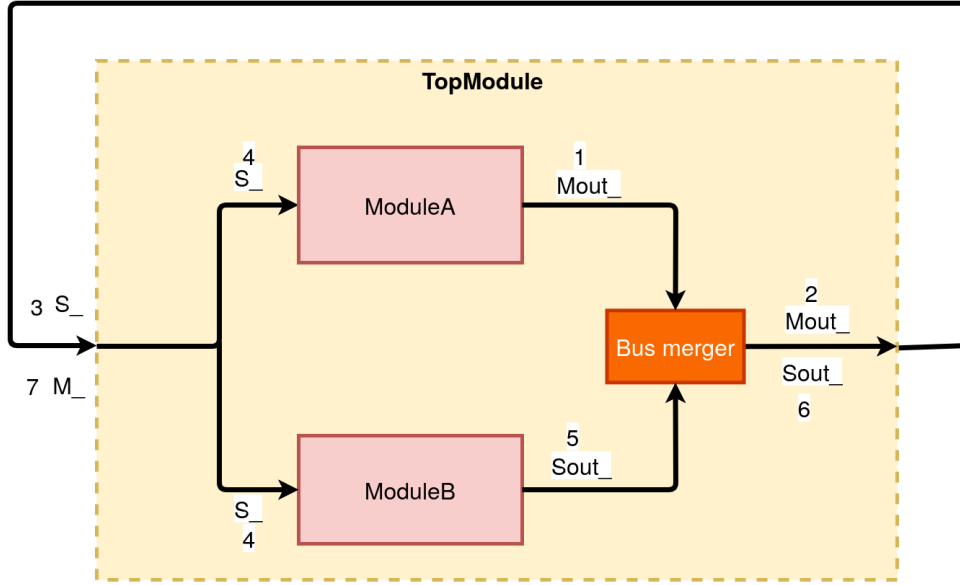 TopModule
4
S_
ModuleA
1
Mout_
3 S_
7 M_
Bus merger
2
Mout_
Sout_
6
ModuleB
5
Sout_
S_
4